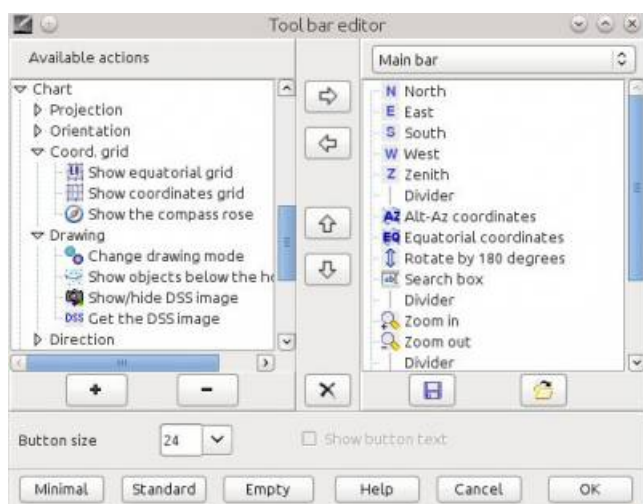 Tool bar editor
Available actions
Chart
Projection
Orientation
Coord. grid
Show equatorial grid
Show coordinates grid
Show the compass rose
Drawing
Change drawing mode
Show objects below the ho
Show/hide DSS image
DSS Get the DSS image
Direction
+
-
Main bar
N North
E East
S South
W West
Z Zenith
Divider
AZ Alt-Az coordinates
EQ Equatorial coordinates
Rotate by 180 degrees
Search box
Divider
Zoom in
Zoom out
Divider
Button size
24
Show button text
Minimal
Standard
Empty
Help
Cancel
OK